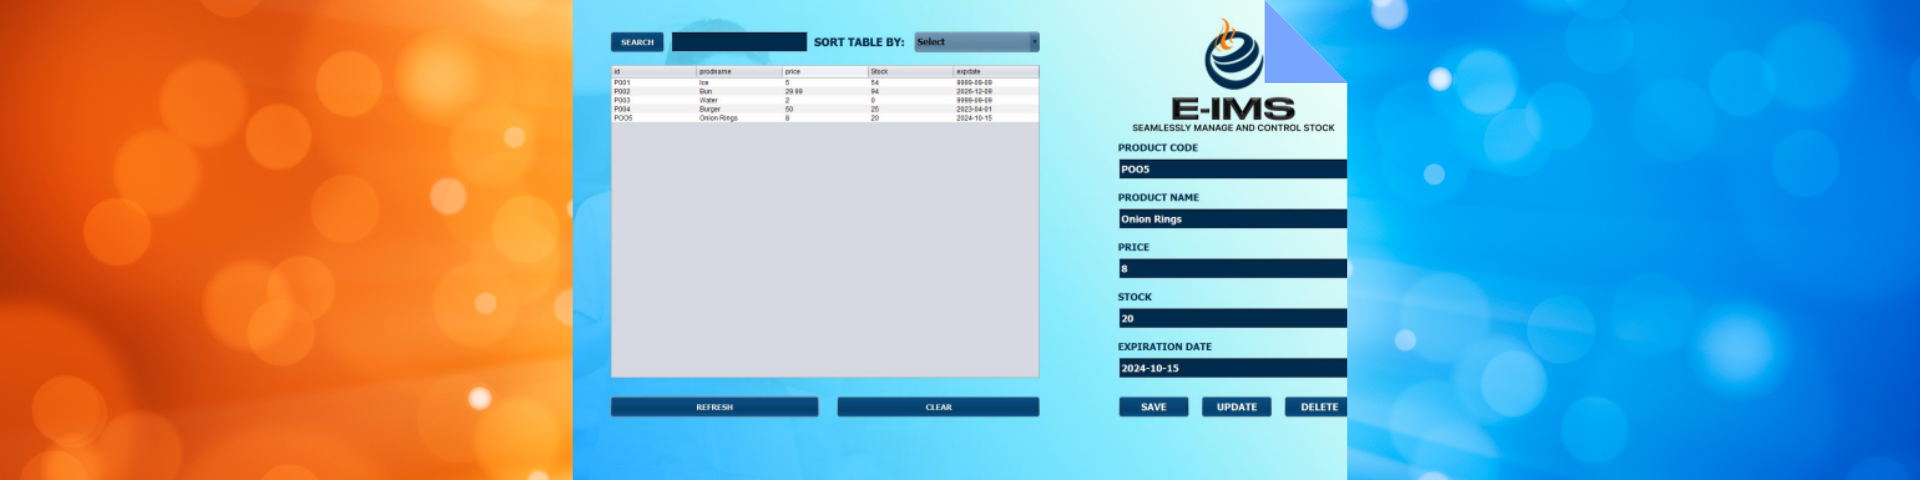 SEARCH SORT TABLE BY: Select
id prodname price Stock expdate
P001 Ice 5 54 9999-09-09
P002 Bun 29.99 94 2026-12-09
P003 Water 2 0 9999-09-09
P004 Burger 50 25 2023-04-01
POO5 Onion Rings 8 20 2024-10-15
REFRESH CLEAR
E-IMS
SEAMLESSLY MANAGE AND CONTROL STOCK
PRODUCT CODE
POO5
PRODUCT NAME
Onion Rings
PRICE
8
STOCK
20
EXPIRATION DATE
2024-10-15
SAVE UPDATE DELETE